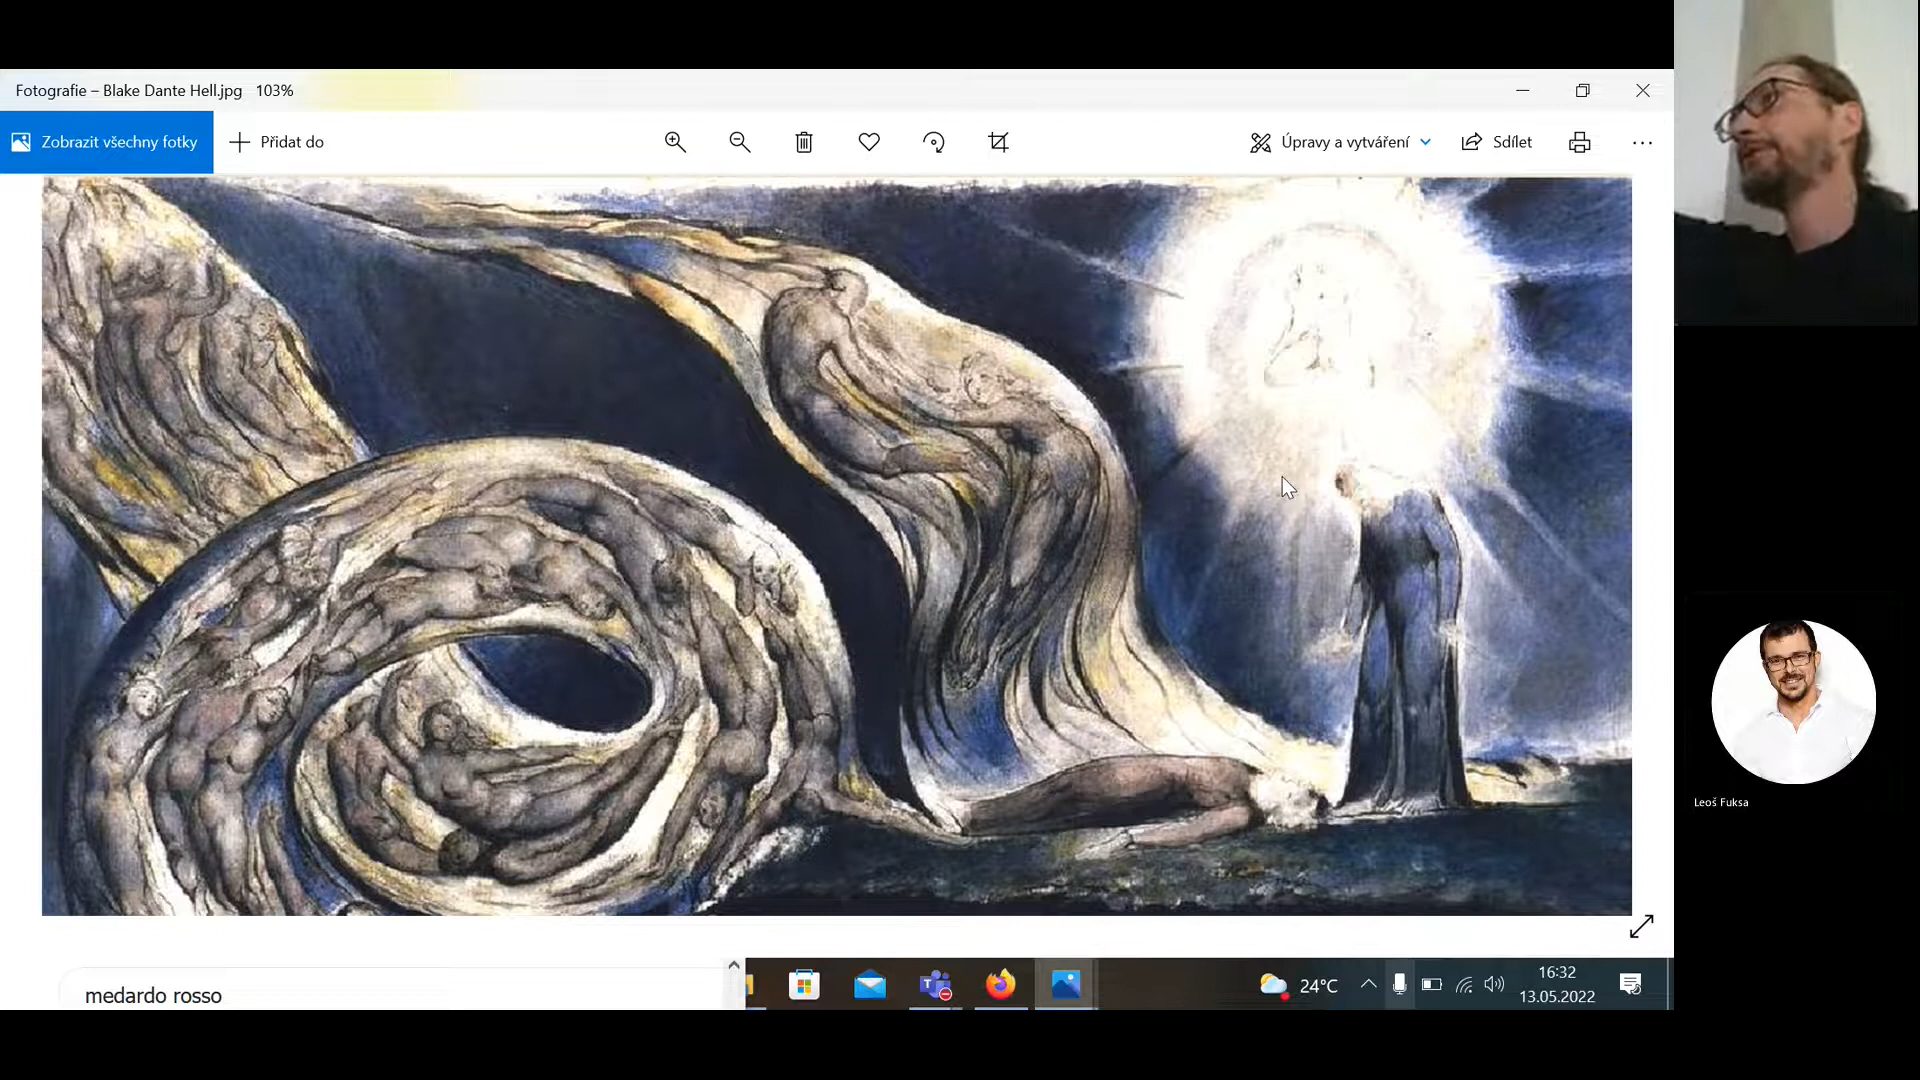 Fotografie – Blake Dante Hell.jpg 103%
Zobrazit všechny fotky
Přidat do
Úpravy a vytváření
Sdílet
medardo rosso
24°C
16:32
13.05.2022
Leoš Fuksa